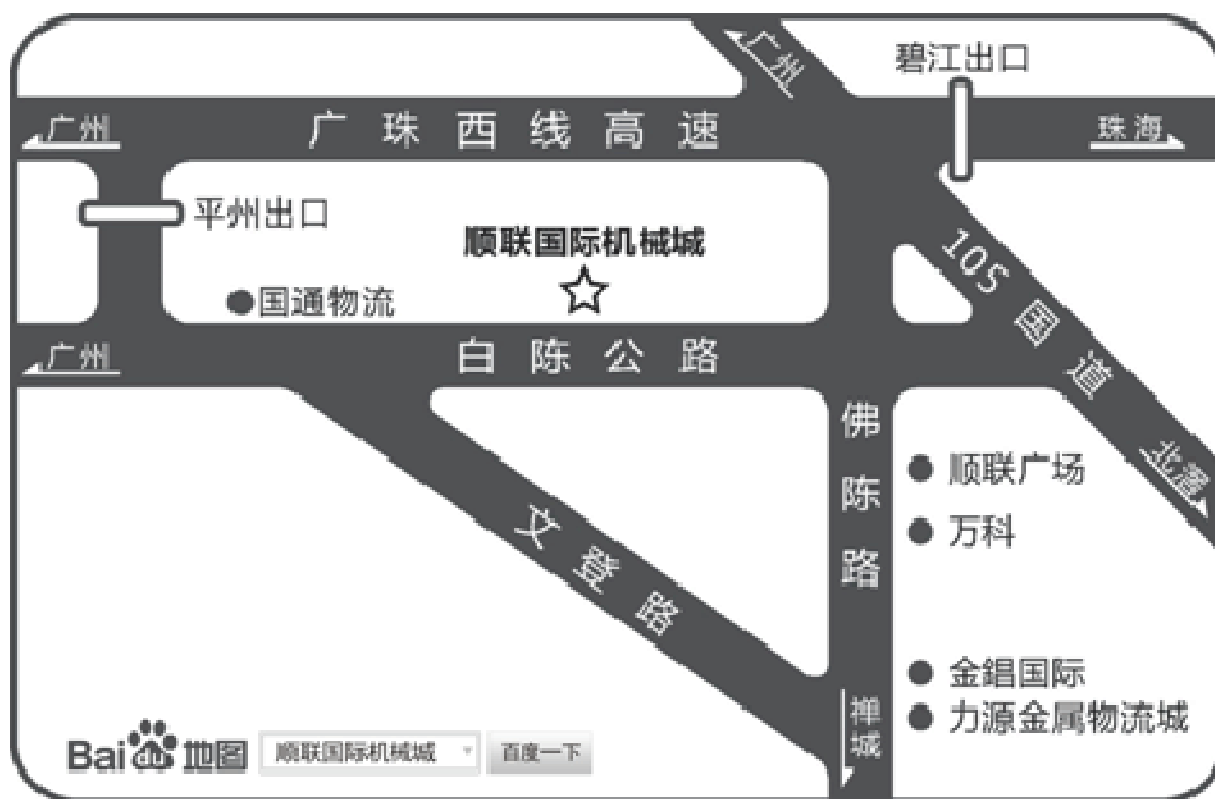 广州
碧江出口
广州
广珠西线高速
珠海
平州出口
顺联国际机械城
105国道
国通物流
广州
白陈公路
佛陈路
顺联广场
北滘
万科
文登路
金錩国际
力源金属物流城
禅城
Bai du 地图
顺联国际机械城
百度一下